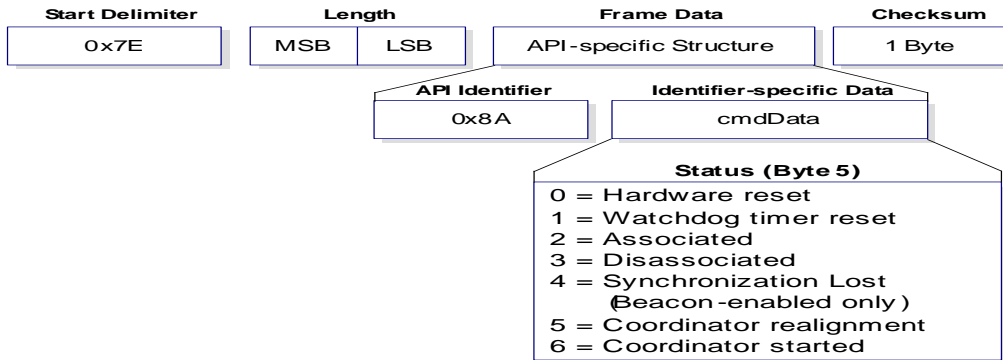 Start Delimiter Length Frame Data Checksum
0x7E MSB LSB API-specific Structure 1 Byte
API Identifier Identifier-specific Data
0x8A cmdData
Status (Byte 5)
0 = Hardware reset
1 = Watchdog timer reset
2 = Associated
3 = Disassociated
4 = Synchronization Lost
(Beacon-enabled only)
5 = Coordinator realignment
6 = Coordinator started